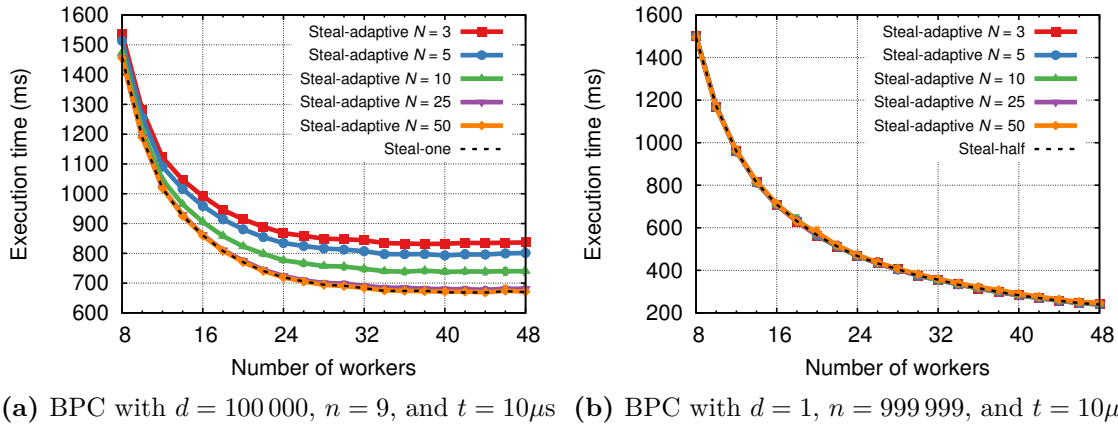 1600
1500
1400
1300
1200
1100
1000
900
800
700
600
8 16 24 32 40 48
Execution time (ms)
Number of workers
Steal-adaptive N = 3
Steal-adaptive N = 5
Steal-adaptive N = 10
Steal-adaptive N = 25
Steal-adaptive N = 50
Steal-one
(a) BPC with d = 100 000, n = 9, and t = 10μs
1600
1400
1200
1000
800
600
400
200
8 16 24 32 40 48
Execution time (ms)
Number of workers
Steal-adaptive N = 3
Steal-adaptive N = 5
Steal-adaptive N = 10
Steal-adaptive N = 25
Steal-adaptive N = 50
Steal-half
(b) BPC with d = 1, n = 999 999, and t = 10μ